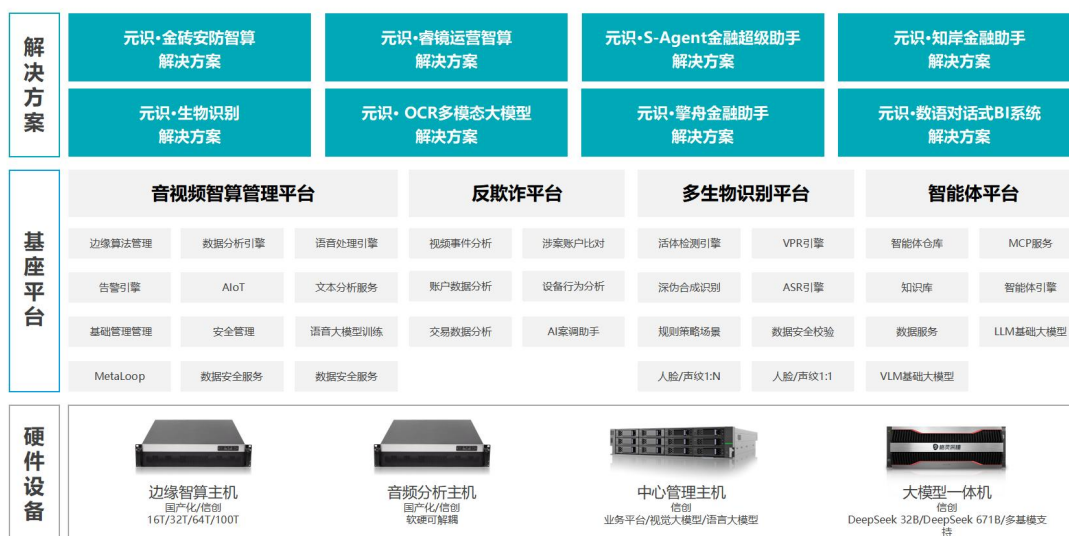 解决方案
元识·金砖安防智算
解决方案
元识·睿镜运营智算
解决方案
元识·S-Agent金融超级助手
解决方案
元识·知岸金融助手
解决方案
元识·生物识别
解决方案
元识· OCR多模态大模型
解决方案
元识·擎舟金融助手
解决方案
元识·数语对话式BI系统
解决方案
基座平台
音视频智算管理平台
反欺诈平台
多生物识别平台
智能体平台
边缘算法管理
数据分析引擎
语音处理引擎
视频事件分析
涉案账户比对
活体检测引擎
VPR引擎
智能体仓库
MCP服务
告警引擎
AIoT
文本分析服务
账户数据分析
设备行为分析
深伪合成识别
ASR引擎
知识库
智能体引擎
基础管理管理
安全管理
语音大模型训练
交易数据分析
AI案调助手
规则策略场景
数据安全校验
数据服务
LLM基础大模型
MetaLoop
数据安全服务
数据安全服务
人脸/声纹1:N
人脸/声纹1:1
VLM基础大模型
硬件设备
边缘智算主机
国产化/信创
16T/32T/64T/100T
音频分析主机
国产化/信创
软硬可解耦
中心管理主机
信创
业务平台/视觉大模型/语言大模型
大模型一体机
信创
DeepSeek 32B/DeepSeek 671B/多基模支
持